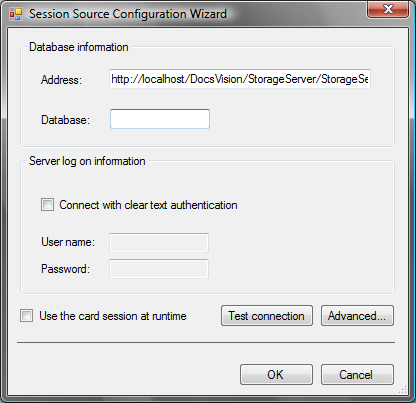 Session Source Configuration Wizard
Database information
Address: http://localhost/DocsVision/StorageServer/StorageSe
Database:
Server log on information
Connect with clear text authentication
User name:
Password:
Use the card session at runtime Test connection Advanced...
OK Cancel